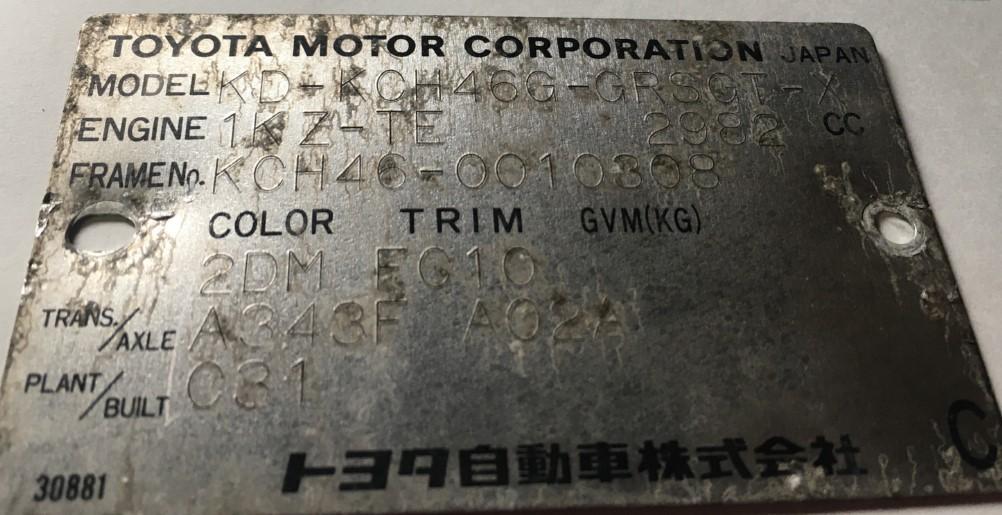 TOYOTA MOTOR CORPORATION JAPAN
MODEL KD-KCH46G-GRSGT-X
ENGINE 1KZ-TE 2982 CC
FRAME No. KCH46-0010308
COLOR TRIM GVM(KG)
2DM FG10
TRANS./AXLE A343F A02A
PLANT/BUILT C31
トヨタ自動車株式会社
30881
C